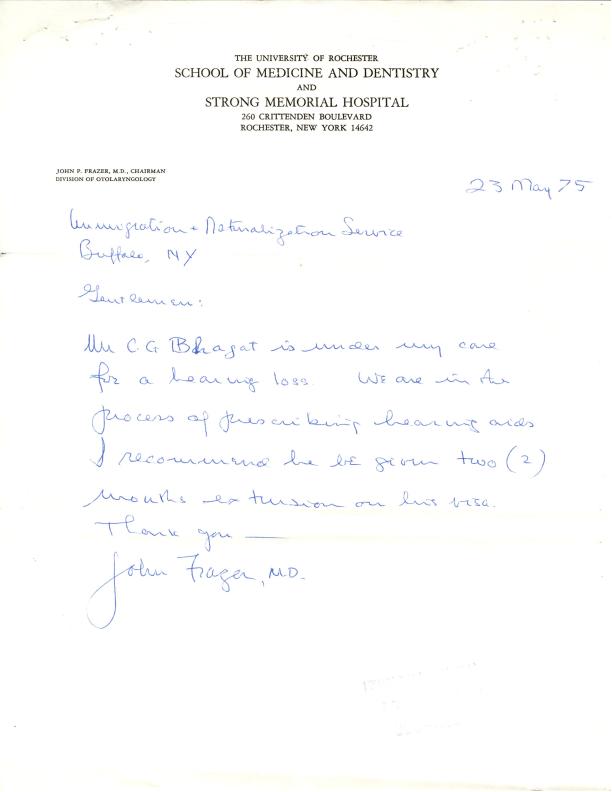 THE UNIVERSITY OF ROCHESTER
SCHOOL OF MEDICINE AND DENTISTRY
AND
STRONG MEMORIAL HOSPITAL
260 CRITTENDEN BOULEVARD
ROCHESTER, NEW YORK 14642
JOHN P. FRAZER, M.D., CHAIRMAN
DIVISION OF OTOLARYNGOLOGY
23 May 75
Immigration + Naturalization Service
Buffalo, NY
Gentlemen:
Mr C. G Bhagat is under my care
for a hearing loss. We are in the
process of prescribing hearing aids
I recommend he be given two (2)
months extension on his visa.
Thank you —
John Frazer, M.D.